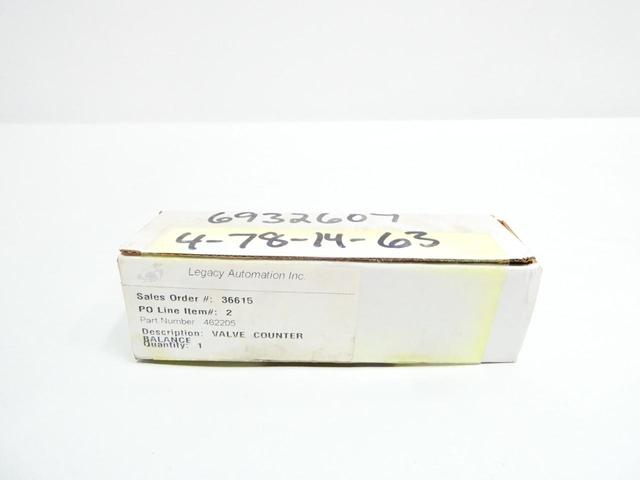 6932607
4-78-14-63
Legacy Automation Inc.
Sales Order #: 36615
PO Line Item#: 2
Part Number: 462205
Description: VALVE COUNTER
BALANCE
Quantity: 1